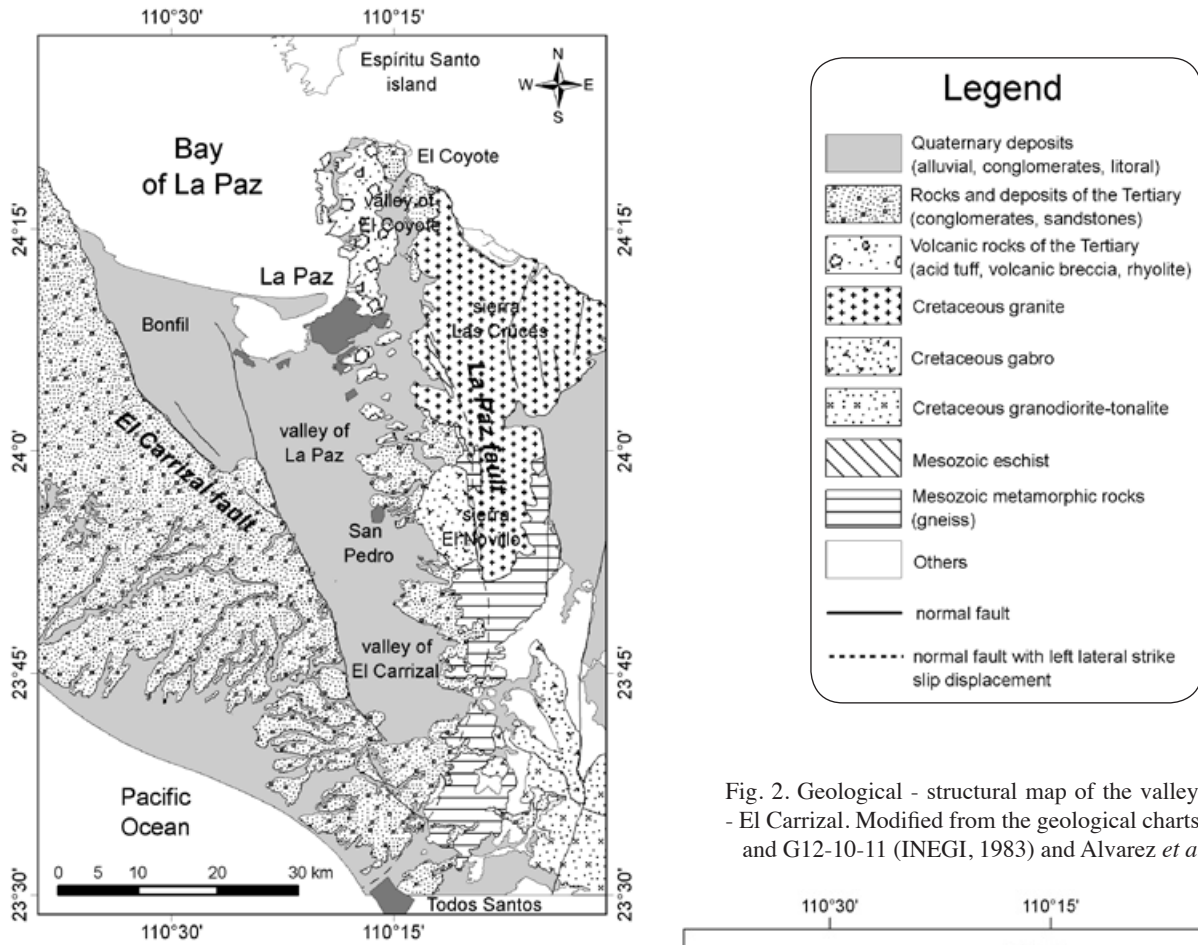 110°30'
110°15'
Espíritu Santo
island
N
W
E
S
Bay
of La Paz
El Coyote
valley of
El Coyote
24°15'
24°15'
La Paz
Bonfil
sierra
Las Cruces
La Paz fault
valley of
La Paz
24°0'
24°0'
El Carrizal fault
San
Pedro
sierra
El Novillo
valley of
El Carrizal
23°45'
23°45'
Pacific
Ocean
0
5
10
20
30 km
23°30'
23°30'
Todos Santos
110°30'
110°15'
Legend
Quaternary deposits
(alluvial, conglomerates, litoral)
Rocks and deposits of the Tertiary
(conglomerates, sandstones)
Volcanic rocks of the Tertiary
(acid tuff, volcanic breccia, rhyolite)
Cretaceous granite
Cretaceous gabro
Cretaceous granodiorite-tonalite
Mesozoic eschist
Mesozoic metamorphic rocks
(gneiss)
Others
normal fault
normal fault with left lateral strike
slip displacement
Fig. 2. Geological - structural map of the valley
- El Carrizal. Modified from the geological charts
and G12-10-11 (INEGI, 1983) and Alvarez et a
110°30'
110°15'